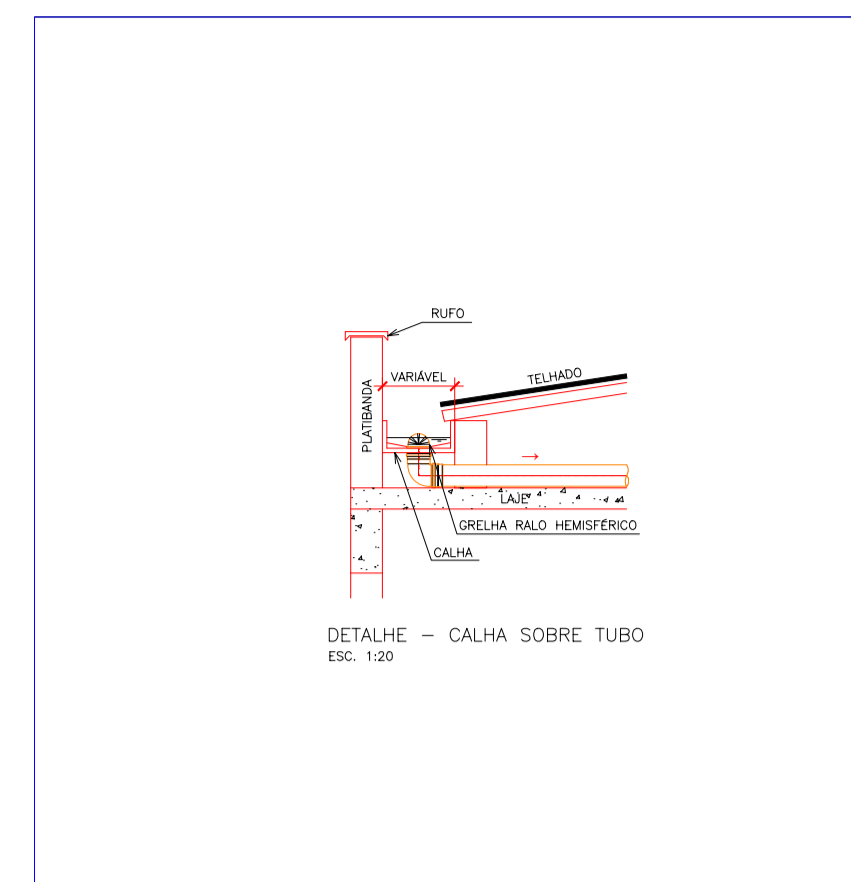 RUFO
VARIÁVEL
TELHADO
PLATIBANDA
LAJE
GRELHA RALO HEMISFÉRICO
CALHA
DETALHE – CALHA SOBRE TUBO
ESC. 1:20